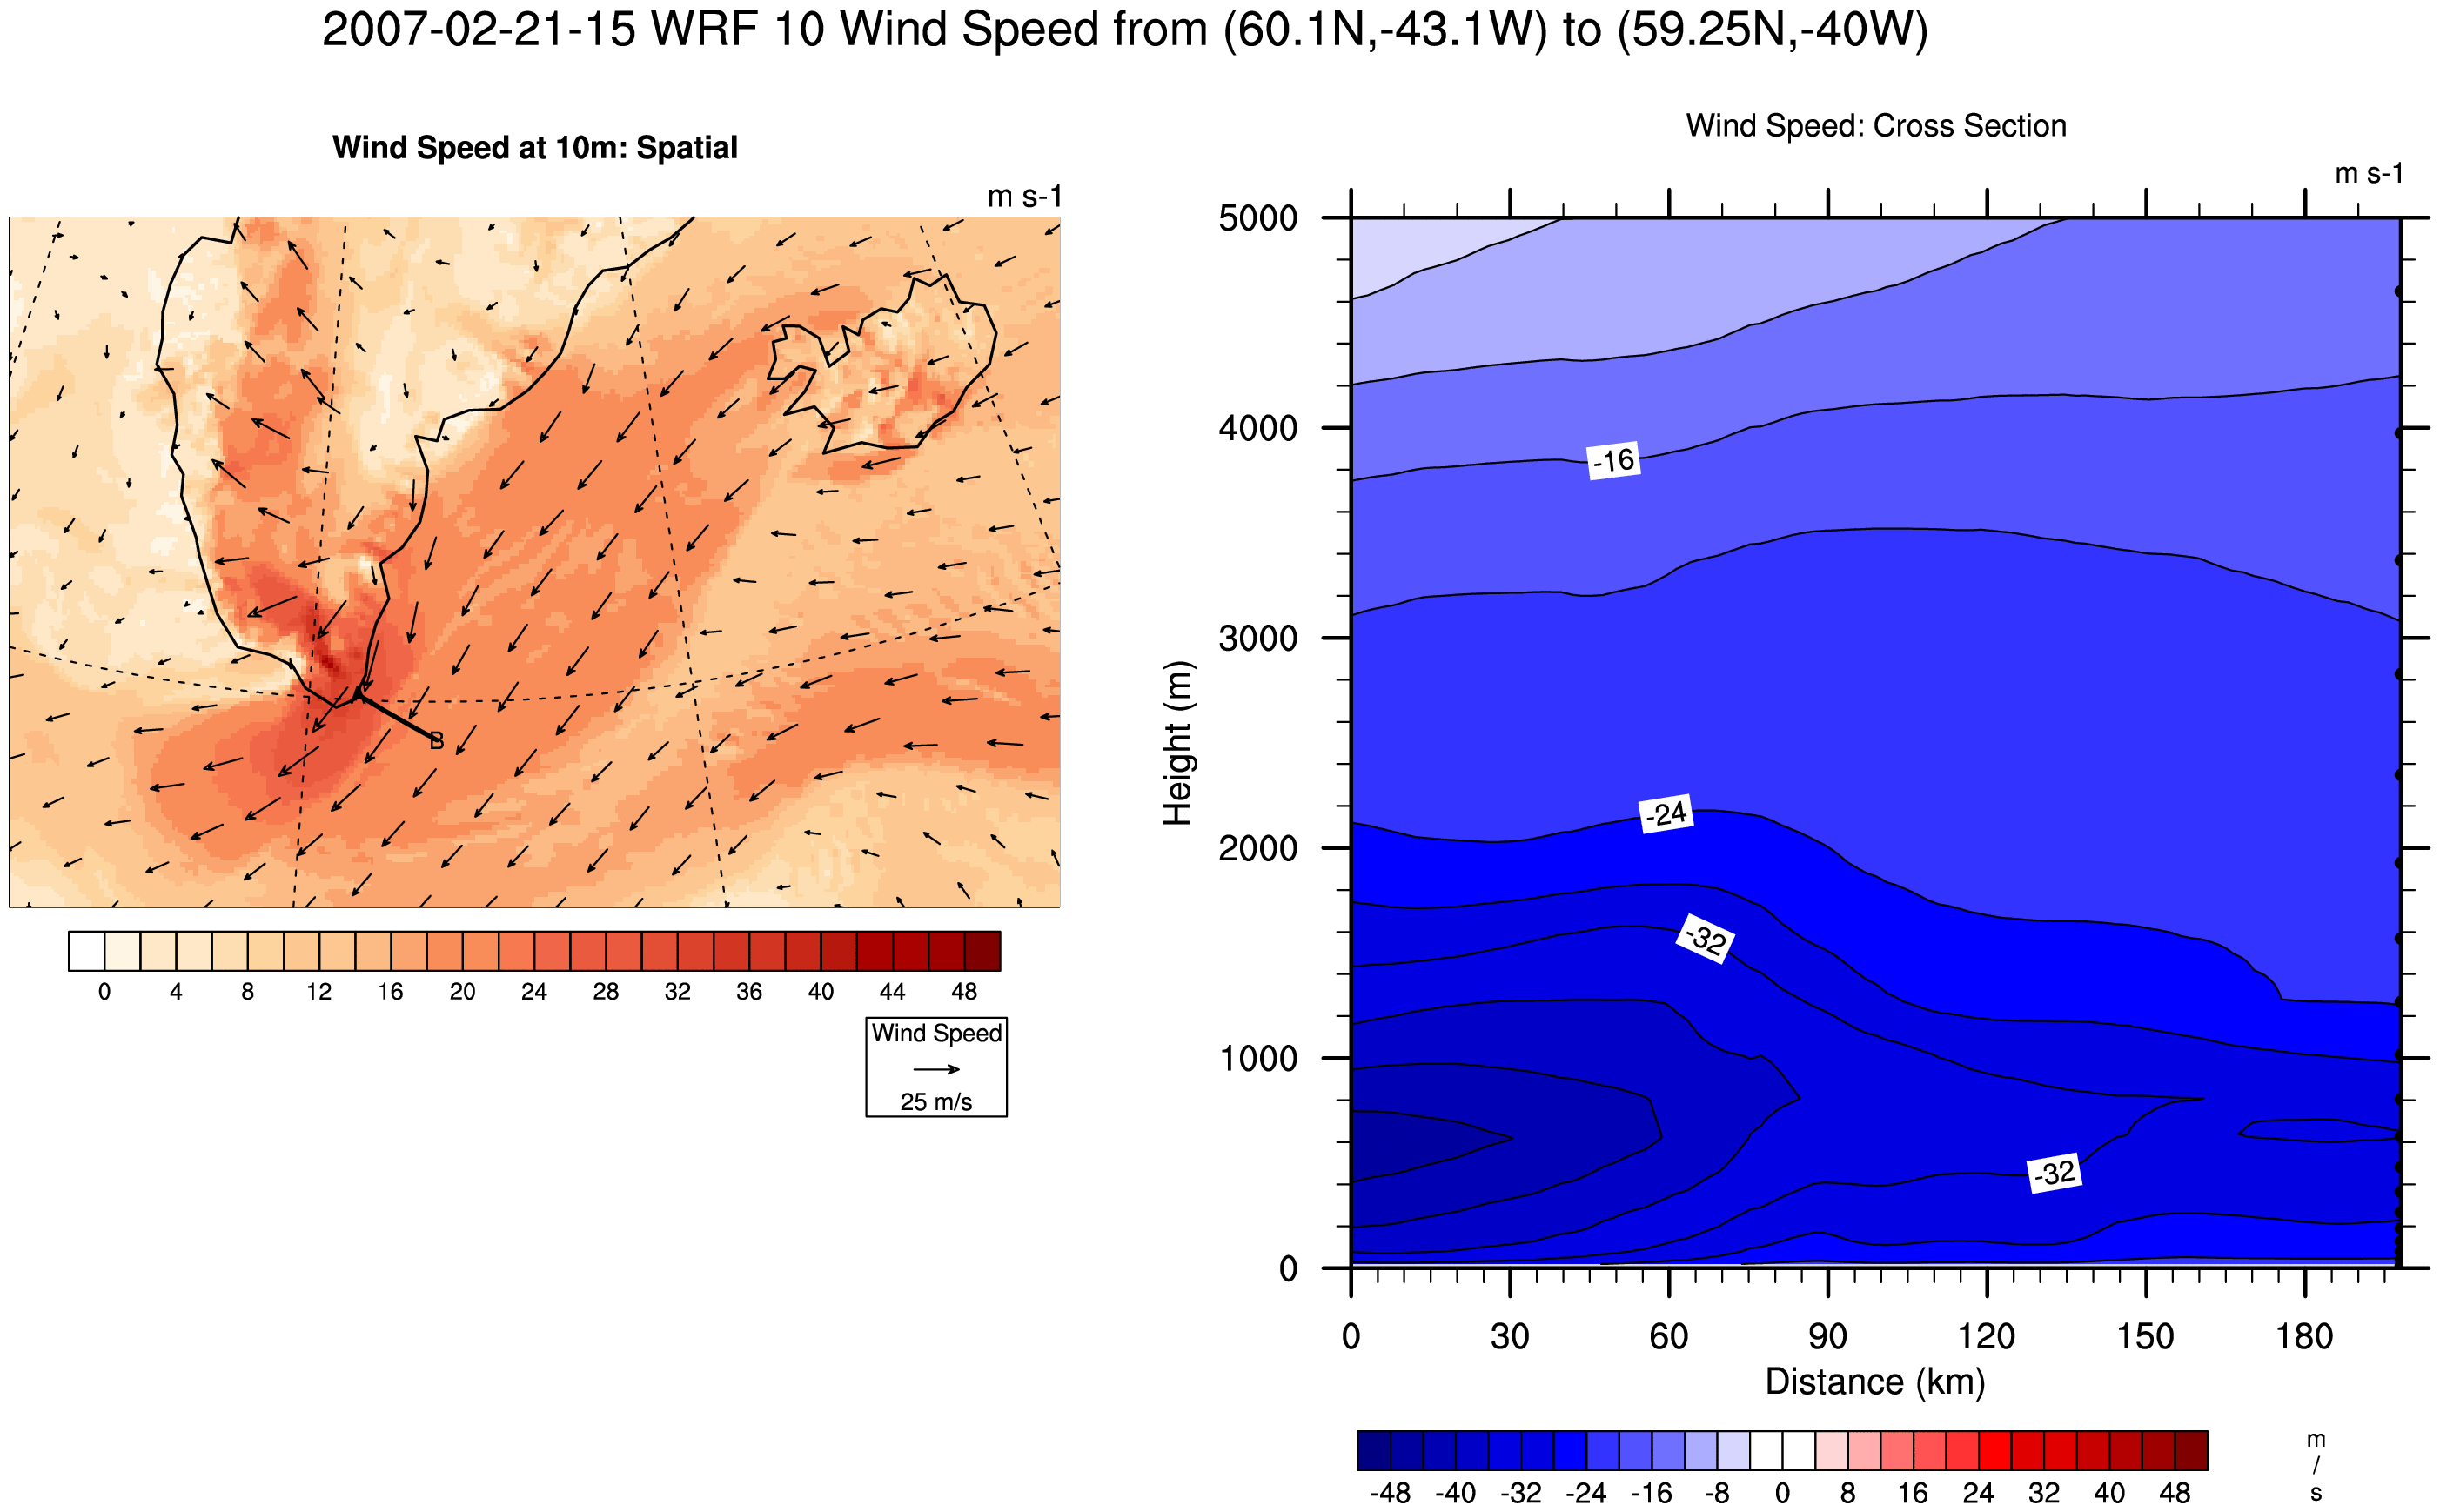 2007-02-21-15 WRF 10 Wind Speed from (60.1N,-43.1W) to (59.25N,-40W)
Wind Speed at 10m: Spatial
m s-1
B
0 4 8 12 16 20 24 28 32 36 40 44 48
Wind Speed
25 m/s
Wind Speed: Cross Section
m s-1
Height (m)
5000
4000
3000
2000
1000
0
-16
-24
-32
-32
0 30 60 90 120 150 180
Distance (km)
-48 -40 -32 -24 -16 -8 0 8 16 24 32 40 48
m
/
s